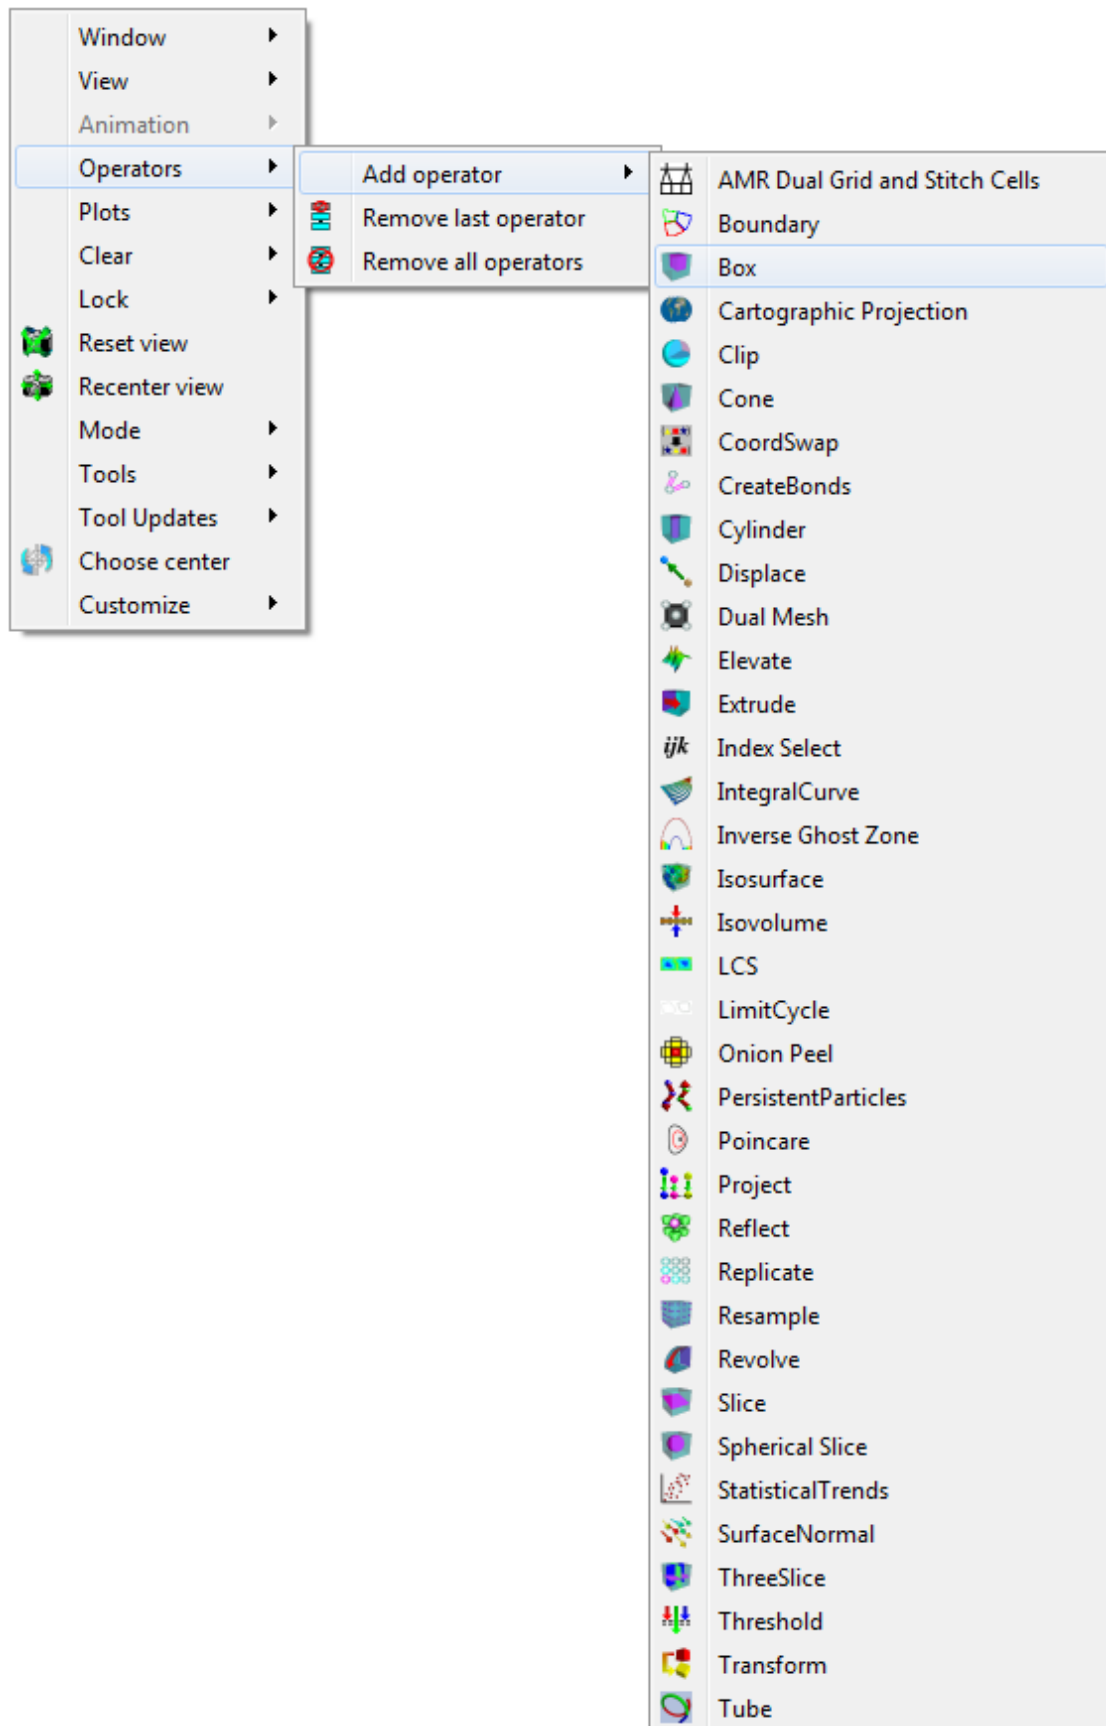 Window
View
Animation
Operators
Plots
Clear
Lock
Reset view
Recenter view
Mode
Tools
Tool Updates
Choose center
Customize
Add operator
Remove last operator
Remove all operators
AMR Dual Grid and Stitch Cells
Boundary
Box
Cartographic Projection
Clip
Cone
CoordSwap
CreateBonds
Cylinder
Displace
Dual Mesh
Elevate
Extrude
ijk Index Select
IntegralCurve
Inverse Ghost Zone
Isosurface
Isovolume
LCS
LimitCycle
Onion Peel
PersistentParticles
Poincare
Project
Reflect
Replicate
Resample
Revolve
Slice
Spherical Slice
StatisticalTrends
SurfaceNormal
ThreeSlice
Threshold
Transform
Tube